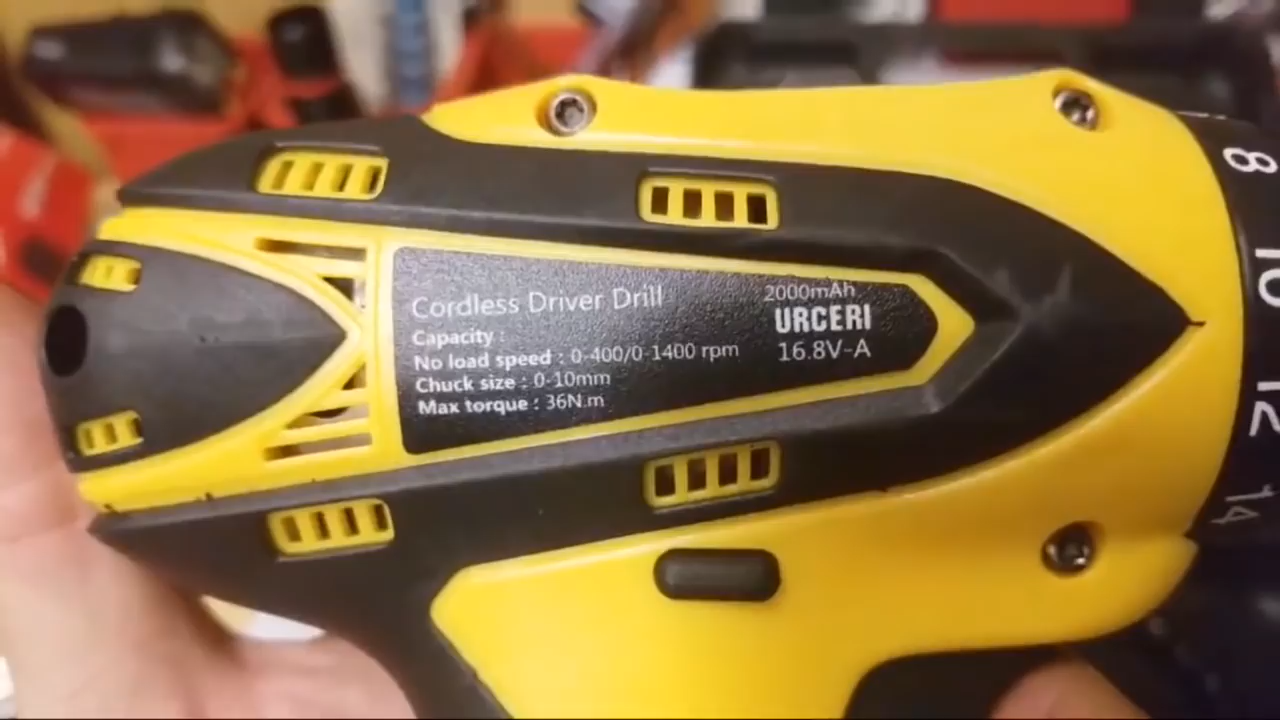 Cordless Driver Drill
Capacity :
No load speed : 0-400/0-1400 rpm
Chuck size : 0-10mm
Max torque : 36N.m
2000mAh
URCERI
16.8V-A
8
10
12
14